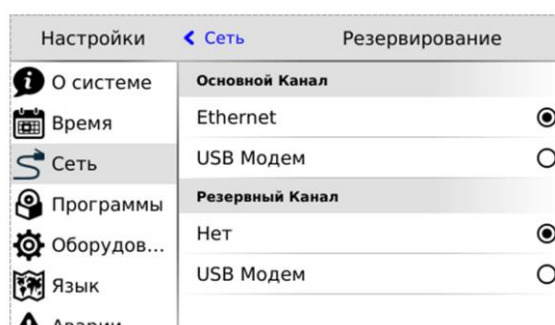 Настройки
Сеть
Резервирование
О системе
Время
Сеть
Программы
Оборудов...
Язык
Аварии
Основной Канал
Ethernet
USB Модем
Резервный Канал
Нет
USB Модем